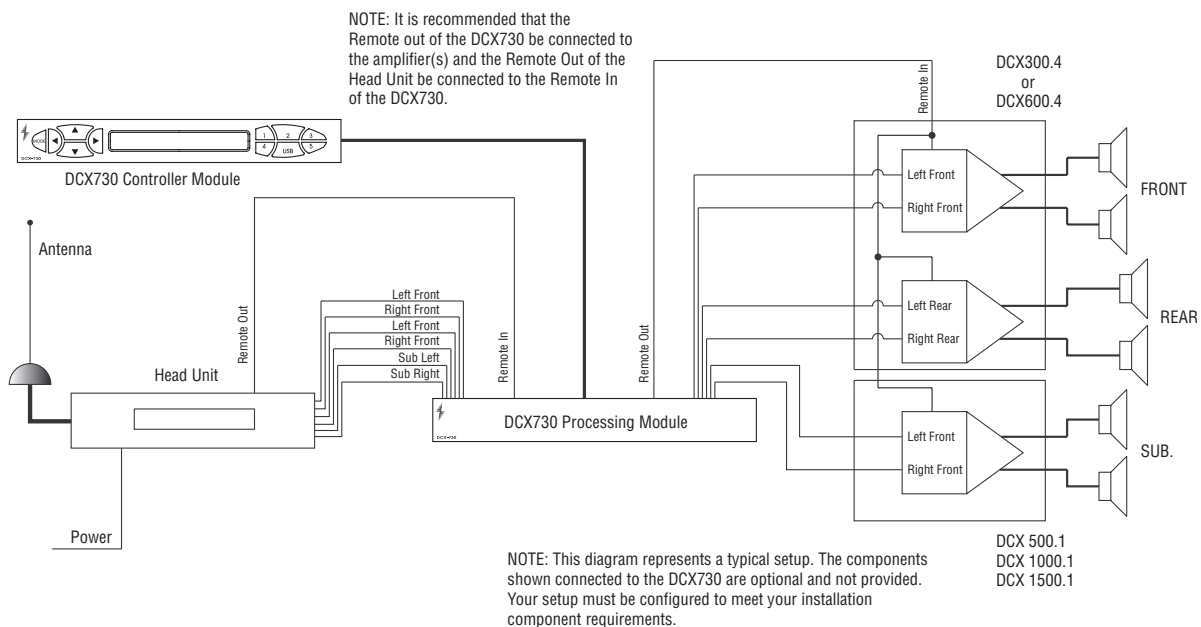 NOTE: It is recommended that the
Remote out of the DCX730 be connected to
the amplifier(s) and the Remote Out of the
Head Unit be connected to the Remote In
of the DCX730.
DCX300.4
or
DCX600.4
MODE
1
2
3
4
USB
5
DCX-730
DCX730 Controller Module
Remote In
Left Front
Right Front
FRONT
Antenna
Remote Out
Left Front
Right Front
Left Front
Right Front
Sub Left
Sub Right
Remote In
Remote Out
Left Rear
Right Rear
REAR
Head Unit
DCX730 Processing Module
DCX-730
Left Front
Right Front
SUB.
Power
DCX 500.1
DCX 1000.1
DCX 1500.1
NOTE: This diagram represents a typical setup. The components
shown connected to the DCX730 are optional and not provided.
Your setup must be configured to meet your installation
component requirements.